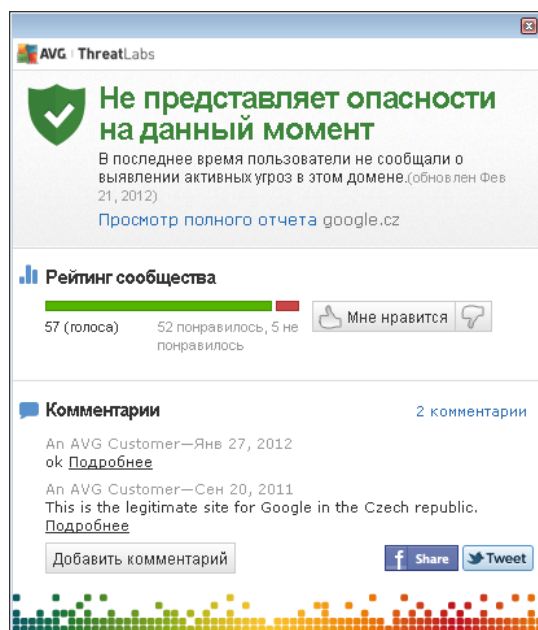 AVG ThreatLabs
Не представляет опасности
на данный момент
В последнее время пользователи не сообщали о
выявлении активных угроз в этом домене.(обновлен Фев
21, 2012)
Просмотр полного отчета google.cz
Рейтинг сообщества
57 (голоса)
52 понравилось, 5 не
понравилось
Мне нравится
Комментарии
2 комментарии
An AVG Customer—Янв 27, 2012
ok Подробнее
An AVG Customer—Сен 20, 2011
This is the legitimate site for Google in the Czech republic.
Подробнее
Добавить комментарий
f Share
Tweet